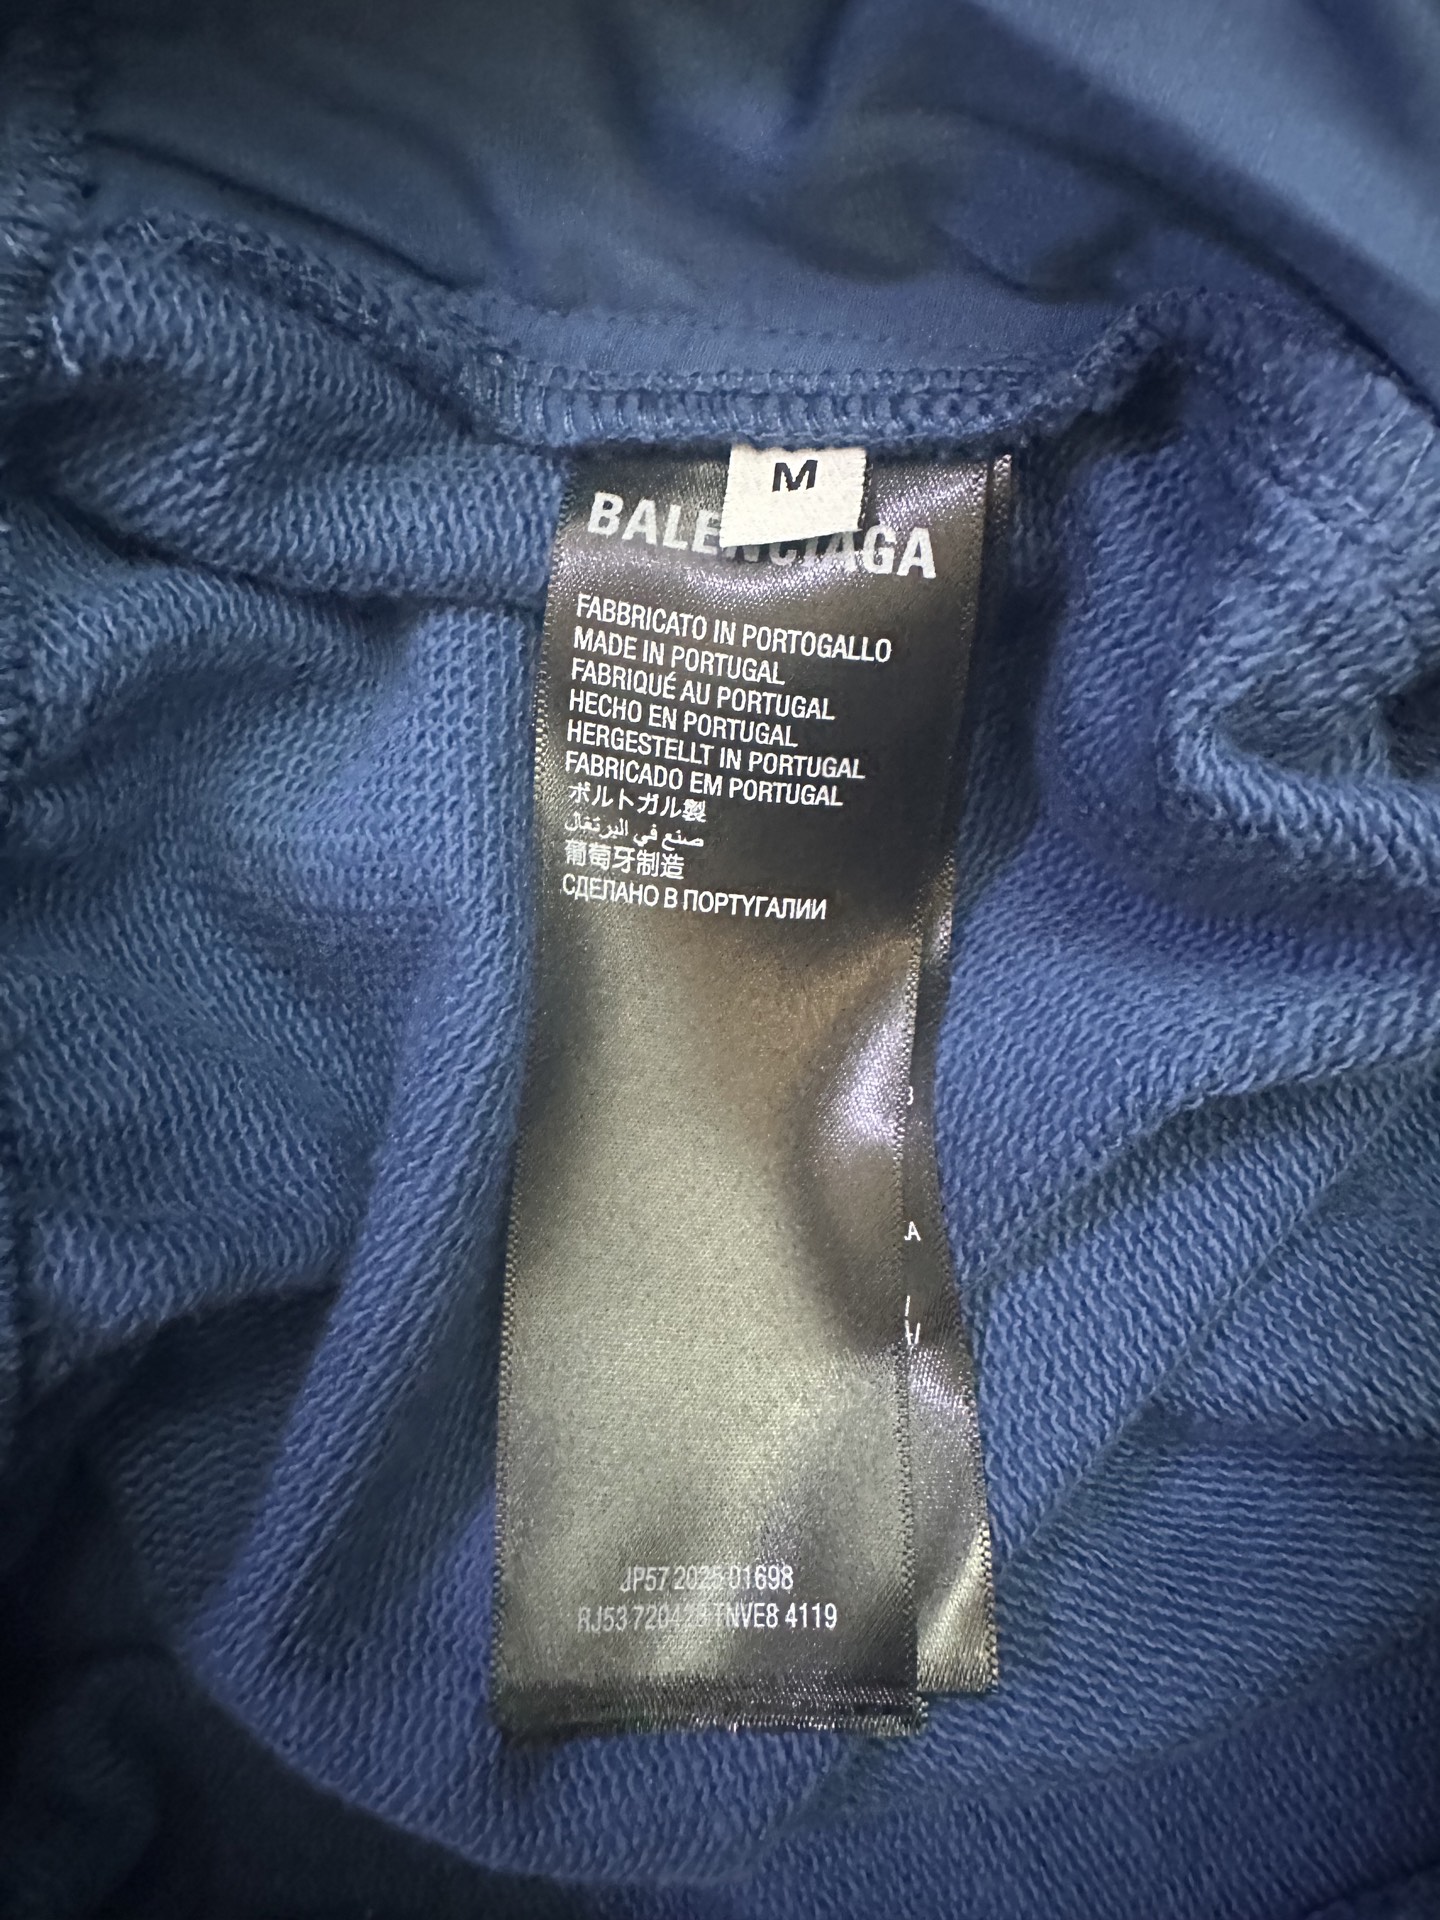 M
BALENCIAGA
FABBRICATO IN PORTOGALLO
MADE IN PORTUGAL
FABRIQUÉ AU PORTUGAL
HECHO EN PORTUGAL
HERGESTELLT IN PORTUGAL
FABRICADO EM PORTUGAL
ポルトガル製
صنع في البرتغال
葡萄牙制造
СДЕЛАНО В ПОРТУГАЛИИ
JP57 2025 01698
RJ53 TNVE8 4119